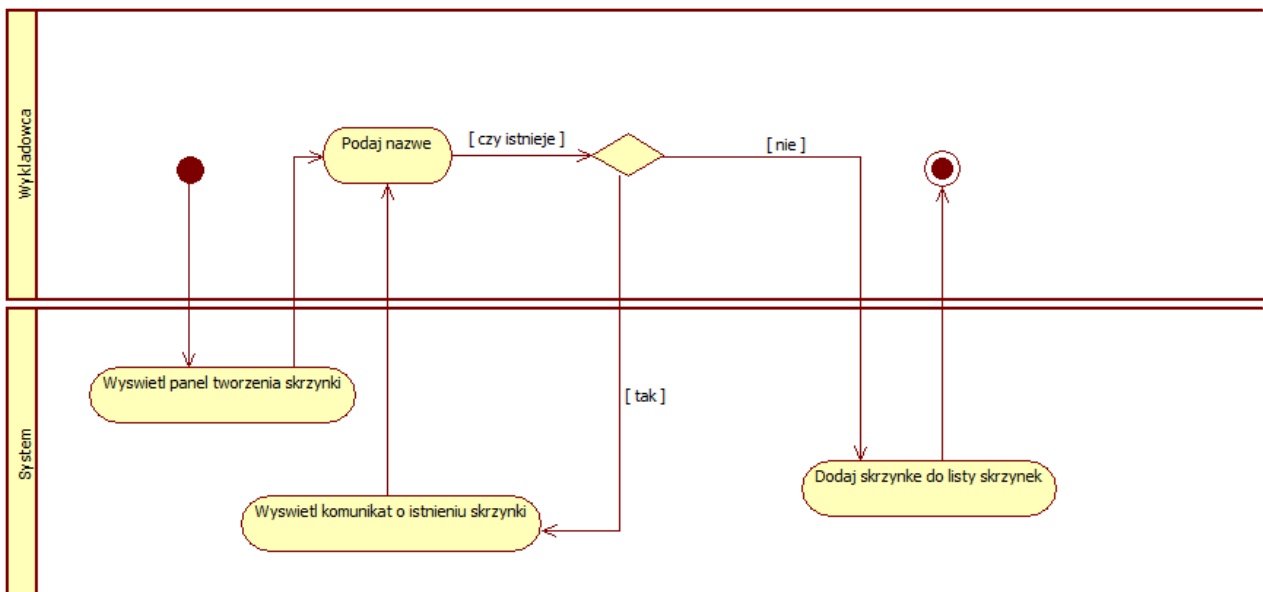 Wykladowca
Podaj nazwe
[ czy istnieje ]
[ nie ]
System
Wyswietl panel tworzenia skrzynki
[ tak ]
Dodaj skrzynke do listy skrzynek
Wyswietl komunikat o istnieniu skrzynki